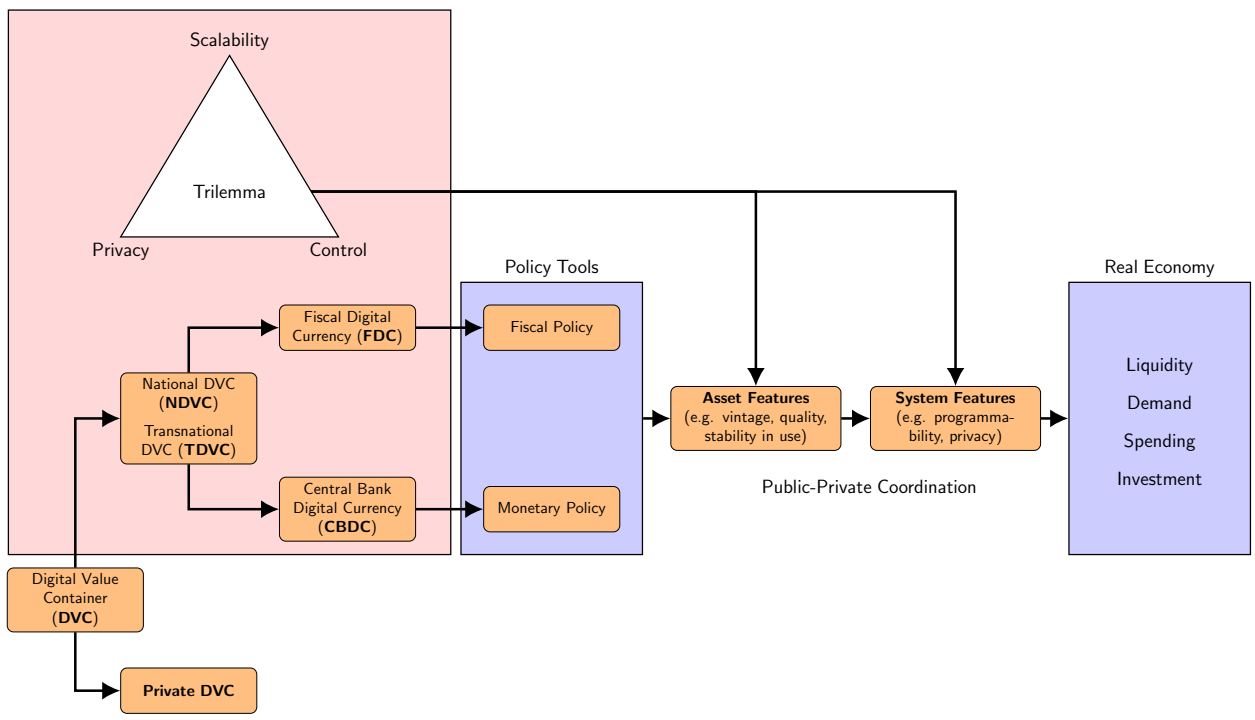 Scalability
Trilemma
Privacy
Control
Policy Tools
Real Economy
Fiscal Digital
Currency (FDC)
Fiscal Policy
National DVC
(NDVC)
Transnational
DVC (TDVC)
Central Bank
Digital Currency
(CBDC)
Monetary Policy
Asset Features
(e.g. vintage, quality,
stability in use)
System Features
(e.g. programma-
bility, privacy)
Public-Private Coordination
Liquidity
Demand
Spending
Investment
Digital Value
Container
(DVC)
Private DVC